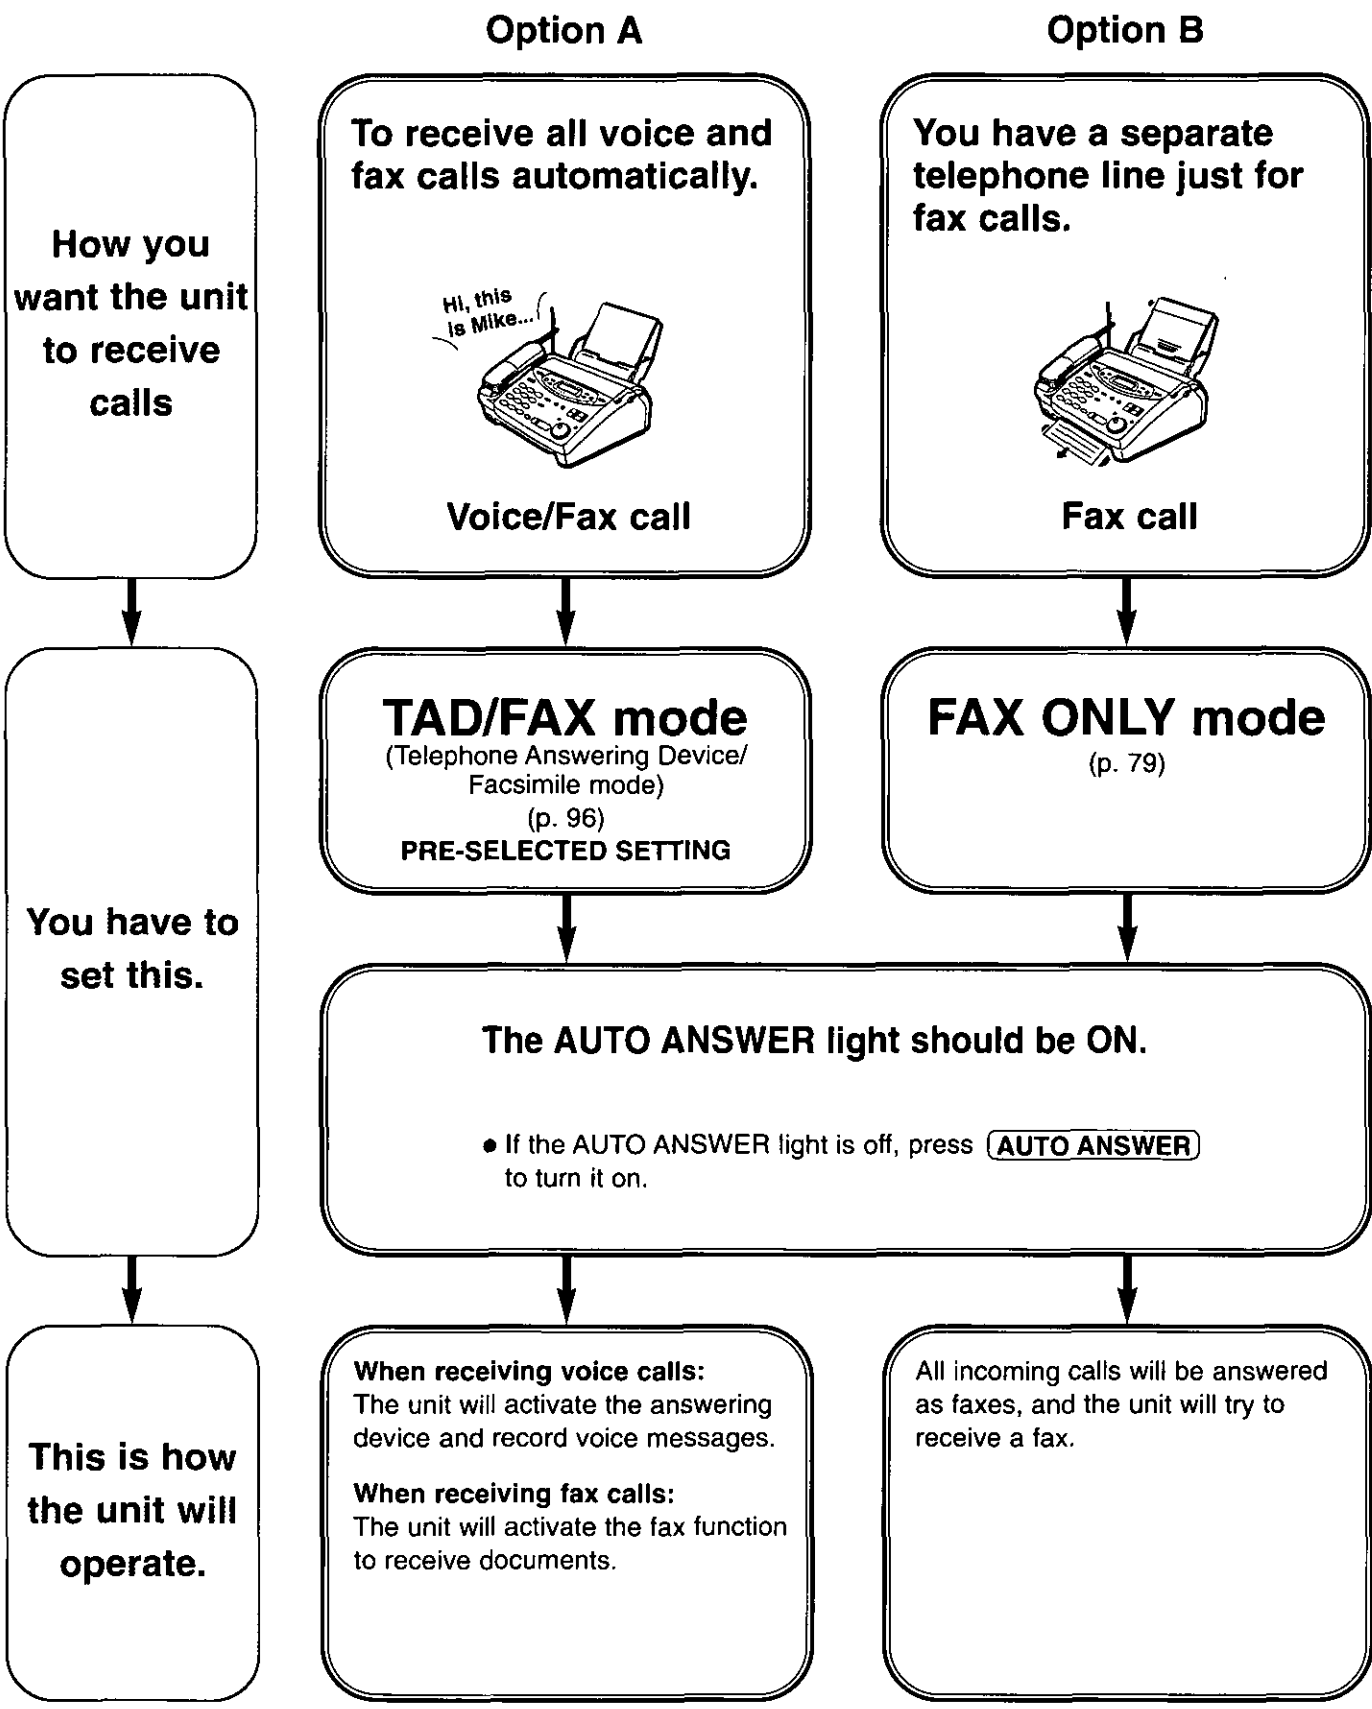 Option A
Option B
How you
want the unit
to receive
calls
To receive all voice and
fax calls automatically.
Hi, this
is Mike...
Voice/Fax call
You have a separate
telephone line just for
fax calls.
Fax call
You have to
set this.
TAD/FAX mode
(Telephone Answering Device/
Facsimile mode)
(p. 96)
PRE-SELECTED SETTING
FAX ONLY mode
(p. 79)
The AUTO ANSWER light should be ON.
● If the AUTO ANSWER light is off, press AUTO ANSWER
to turn it on.
This is how
the unit will
operate.
When receiving voice calls:
The unit will activate the answering
device and record voice messages.
When receiving fax calls:
The unit will activate the fax function
to receive documents.
All incoming calls will be answered
as faxes, and the unit will try to
receive a fax.